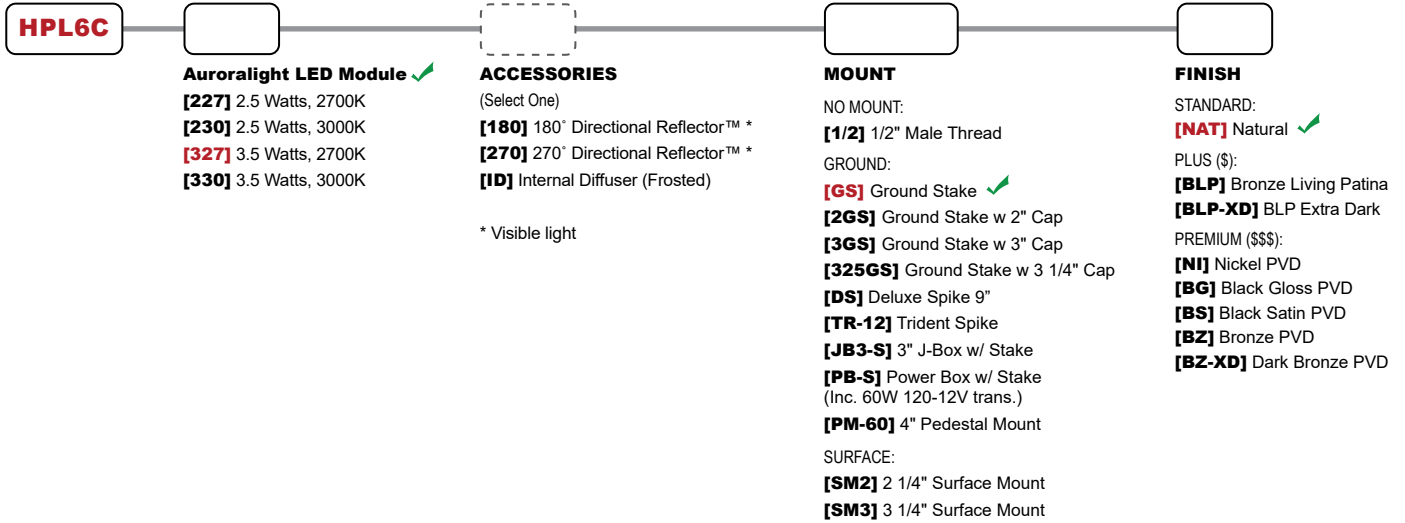 HPL6C
Auroralight LED Module
[227] 2.5 Watts, 2700K
[230] 2.5 Watts, 3000K
[327] 3.5 Watts, 2700K
[330] 3.5 Watts, 3000K
ACCESSORIES
(Select One)
[180] 180˚ Directional Reflector™ *
[270] 270˚ Directional Reflector™ *
[ID] Internal Diffuser (Frosted)
* Visible light
MOUNT
NO MOUNT:
[1/2] 1/2" Male Thread
GROUND:
[GS] Ground Stake
[2GS] Ground Stake w 2" Cap
[3GS] Ground Stake w 3" Cap
[325GS] Ground Stake w 3 1/4" Cap
[DS] Deluxe Spike 9”
[TR-12] Trident Spike
[JB3-S] 3" J-Box w/ Stake
[PB-S] Power Box w/ Stake
(Inc. 60W 120-12V trans.)
[PM-60] 4" Pedestal Mount
SURFACE:
[SM2] 2 1/4" Surface Mount
[SM3] 3 1/4" Surface Mount
FINISH
STANDARD:
[NAT] Natural
PLUS ($):
[BLP] Bronze Living Patina
[BLP-XD] BLP Extra Dark
PREMIUM ($$$):
[NI] Nickel PVD
[BG] Black Gloss PVD
[BS] Black Satin PVD
[BZ] Bronze PVD
[BZ-XD] Dark Bronze PVD